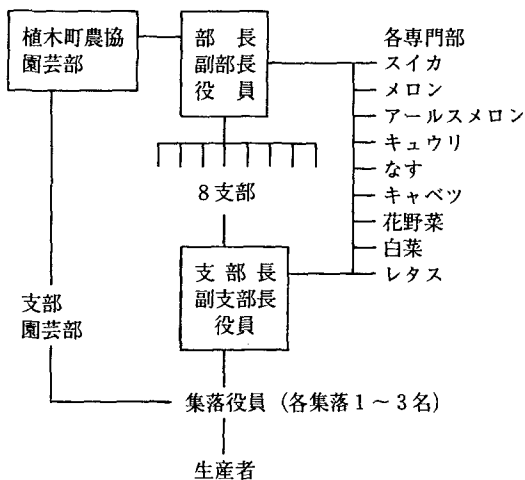 植木町農協
園芸部
部長
副部長
役員
各専門部
スイカ
メロン
アールスメロン
キュウリ
なす
キャベツ
花野菜
白菜
レタス
8支部
支部長
副支部長
役員
支部
園芸部
集落役員（各集落1～3名）
生産者